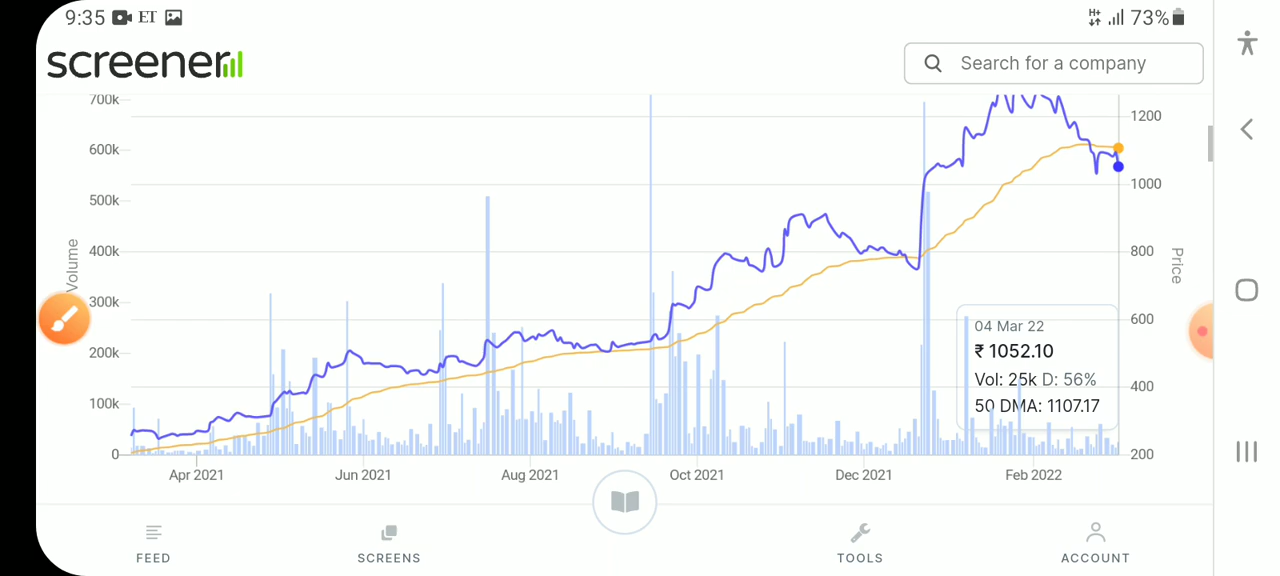 9:35 ET 73%
screener
Search for a company
700k
600k
500k
400k
300k
200k
100k
0
Volume
1200
1000
800
600
400
200
Price
04 Mar 22
₹ 1052.10
Vol: 25k D: 56%
50 DMA: 1107.17
Apr 2021 Jun 2021 Aug 2021 Oct 2021 Dec 2021 Feb 2022
FEED SCREENS TOOLS ACCOUNT